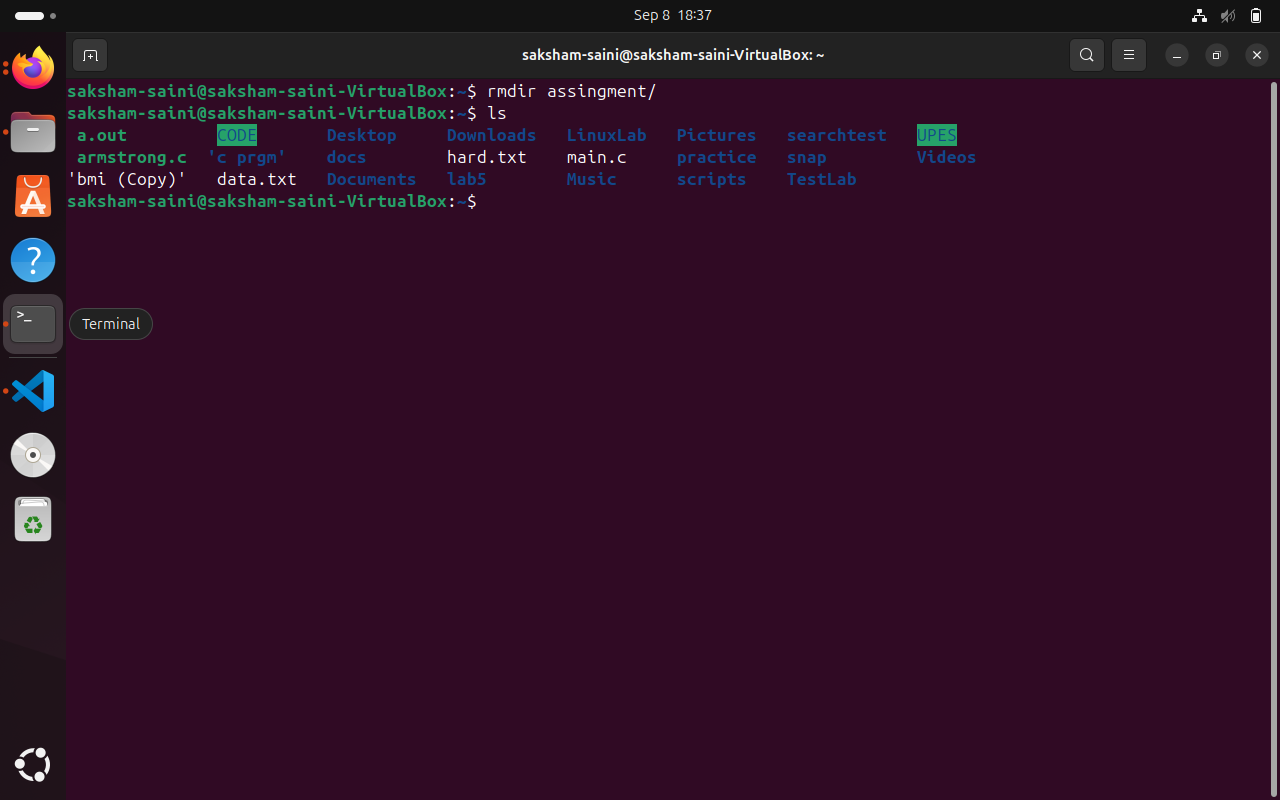 Sep 8 18:37
saksham-saini@saksham-saini-VirtualBox: ~
saksham-saini@saksham-saini-VirtualBox:~$ rmdir assingment/
saksham-saini@saksham-saini-VirtualBox:~$ ls
a.out CODE Desktop Downloads LinuxLab Pictures searchtest UPES
armstrong.c 'c prgm' docs hard.txt main.c practice snap Videos
'bmi (Copy)' data.txt Documents lab5 Music scripts TestLab
saksham-saini@saksham-saini-VirtualBox:~$
>_
Terminal